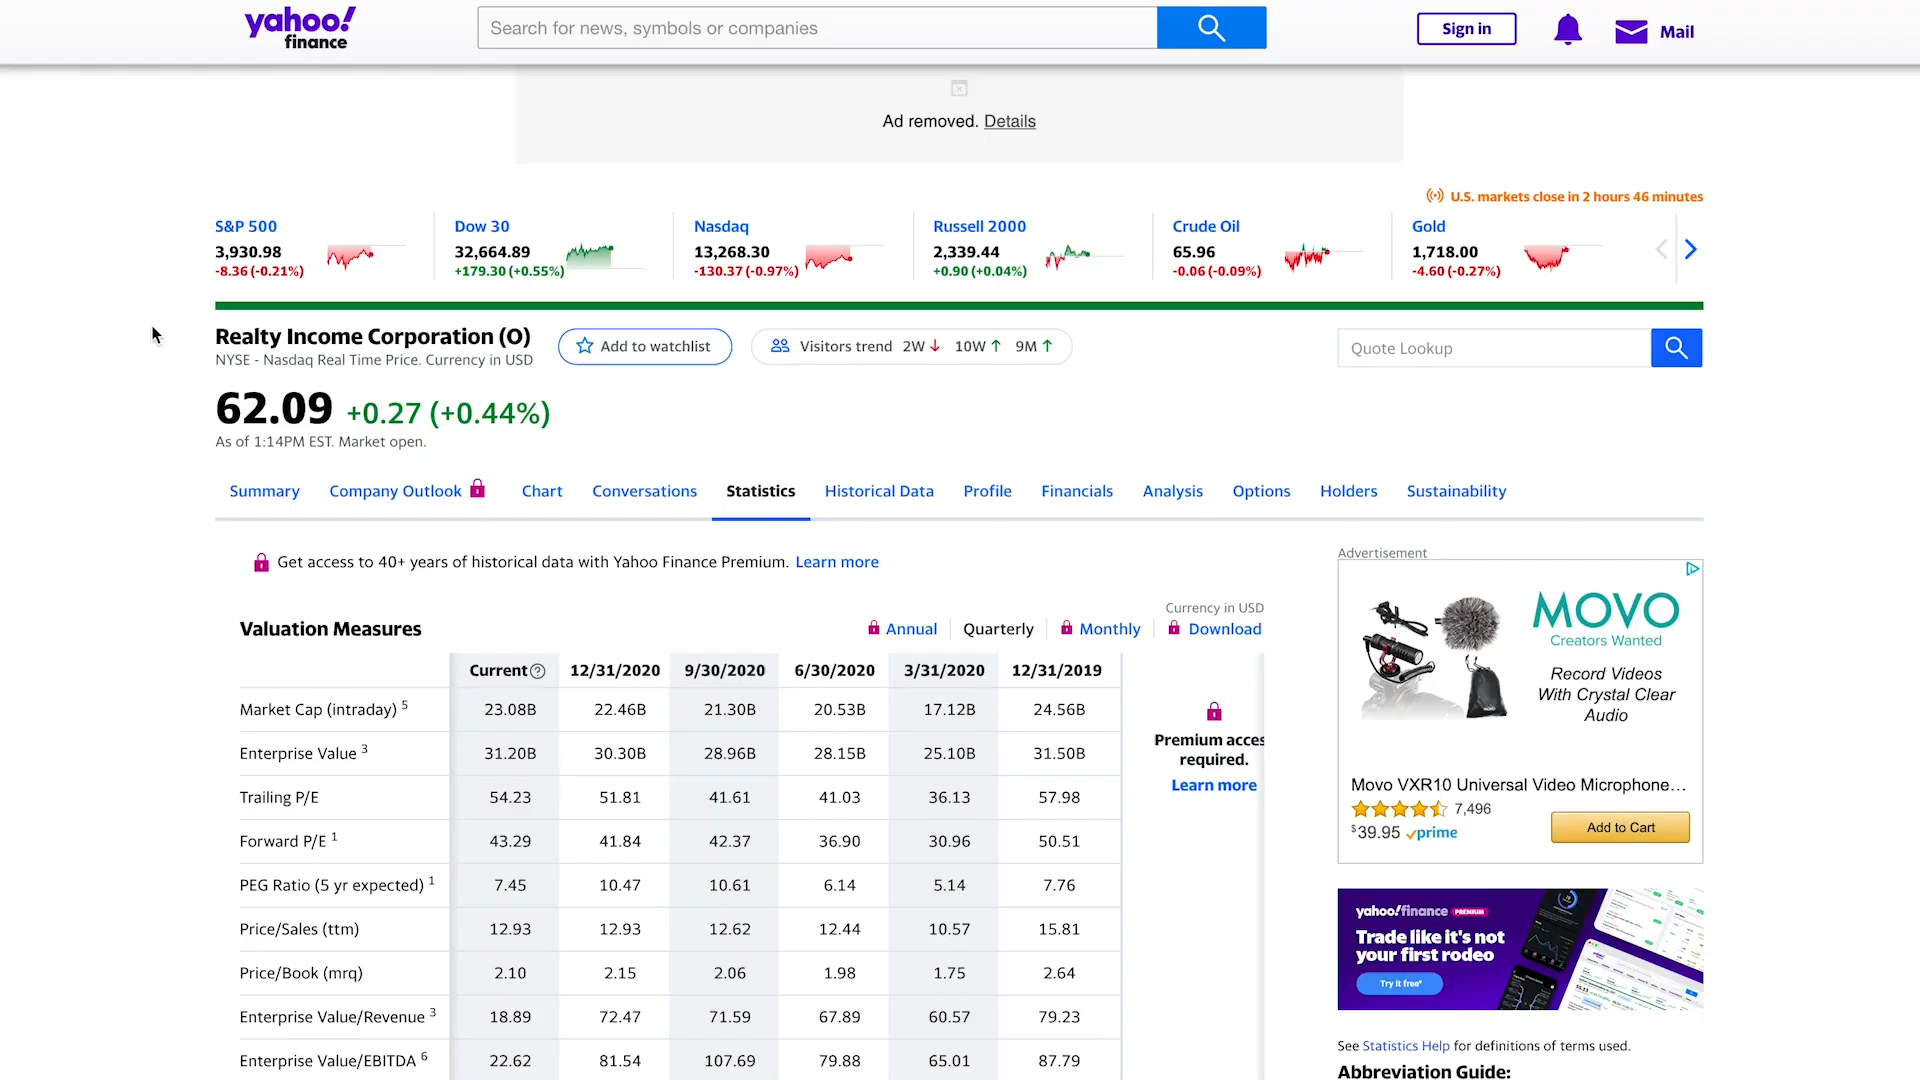 yahoo!
finance
Search for news, symbols or companies
Sign in
Mail
Ad removed. Details
U.S. markets close in 2 hours 46 minutes
S&P 500
3,930.98
-8.36 (-0.21%)
Dow 30
32,664.89
+179.30 (+0.55%)
Nasdaq
13,268.30
-130.37 (-0.97%)
Russell 2000
2,339.44
+0.90 (+0.04%)
Crude Oil
65.96
-0.06 (-0.09%)
Gold
1,718.00
-4.60 (-0.27%)
Realty Income Corporation (O)
NYSE - Nasdaq Real Time Price. Currency in USD
Add to watchlist
Visitors trend 2W ↓ 10W ↑ 9M ↑
Quote Lookup
62.09 +0.27 (+0.44%)
As of 1:14PM EST. Market open.
Summary Company Outlook Chart Conversations Statistics Historical Data Profile Financials Analysis Options Holders Sustainability
Get access to 40+ years of historical data with Yahoo Finance Premium. Learn more
Currency in USD
Valuation Measures Annual Quarterly Monthly Download
Current 12/31/2020 9/30/2020 6/30/2020 3/31/2020 12/31/2019
Market Cap (intraday) 5 23.08B 22.46B 21.30B 20.53B 17.12B 24.56B
Enterprise Value 3 31.20B 30.30B 28.96B 28.15B 25.10B 31.50B
Trailing P/E 54.23 51.81 41.61 41.03 36.13 57.98
Forward P/E 1 43.29 41.84 42.37 36.90 30.96 50.51
PEG Ratio (5 yr expected) 1 7.45 10.47 10.61 6.14 5.14 7.76
Price/Sales (ttm) 12.93 12.93 12.62 12.44 10.57 15.81
Price/Book (mrq) 2.10 2.15 2.06 1.98 1.75 2.64
Enterprise Value/Revenue 3 18.89 72.47 71.59 67.89 60.57 79.23
Enterprise Value/EBITDA 6 22.62 81.54 107.69 79.88 65.01 87.79
Premium acces
required.
Learn more
Advertisement
MOVO
Creators Wanted
Record Videos
With Crystal Clear
Audio
Movo VXR10 Universal Video Microphone...
7,496
$39.95 prime
Add to Cart
yahoo!finance PREMIUM
Trade like it's not
your first rodeo
Try it free*
See Statistics Help for definitions of terms used.
Abbreviation Guide: